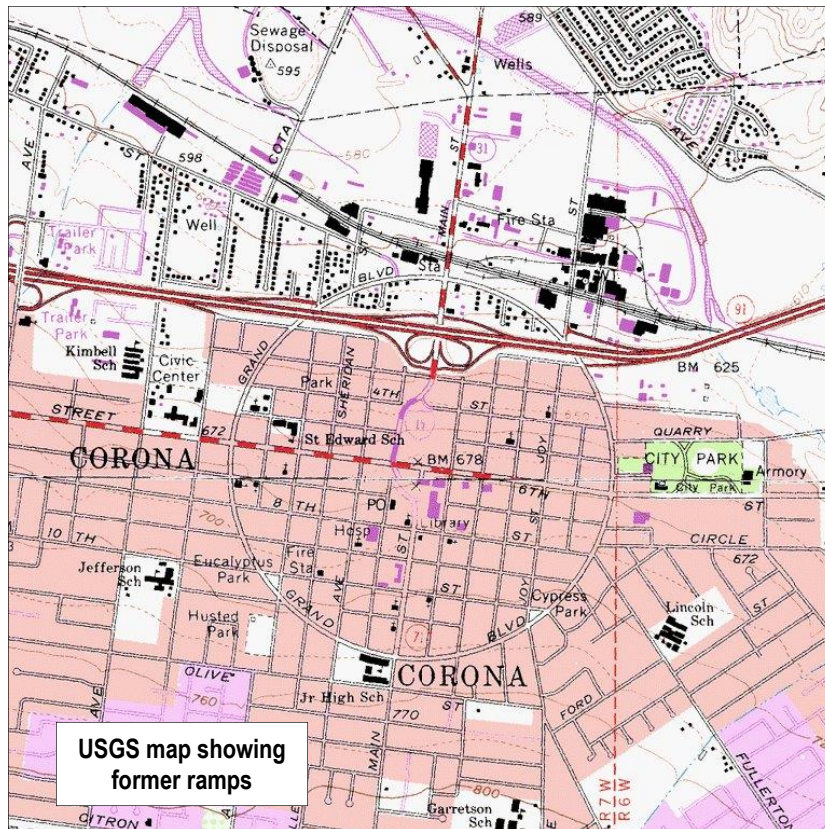 589
Sewage
Disposal
595
Wells
AVE
ST
598
COTA
580
31
ST
MAIN
AVE
Well
Fire Sta
ST
Trailer
Park
ST
BLVD
Sta
610
Trailer
Park
91
Kimbell
Sch
Civic
Center
GRAND
SHERIDAN
Park
4TH
ST
BM 625
STREET
672
St Edward Sch
JOY
QUARRY
CORONA
BM 678
6TH
CITY PARK
Armory
City Park
8 TH
PO
ST
ST
700
Hosp
Library
ST
CIRCLE
10 TH
Jefferson
Sch
Eucalyptus
Park
Fire
Sta
AVE
ST
ST
JOY
672
Cypress
Park
Lincoln
Sch
ST
Husted
Park
GRAND
BLVD
OLIVE
760
CORONA
Jr High Sch
ST
FORD
AVE
770
MAIN
FULLERTON
USGS map showing
former ramps
800
R7W
R6W
CITRON
Garretson
Sch